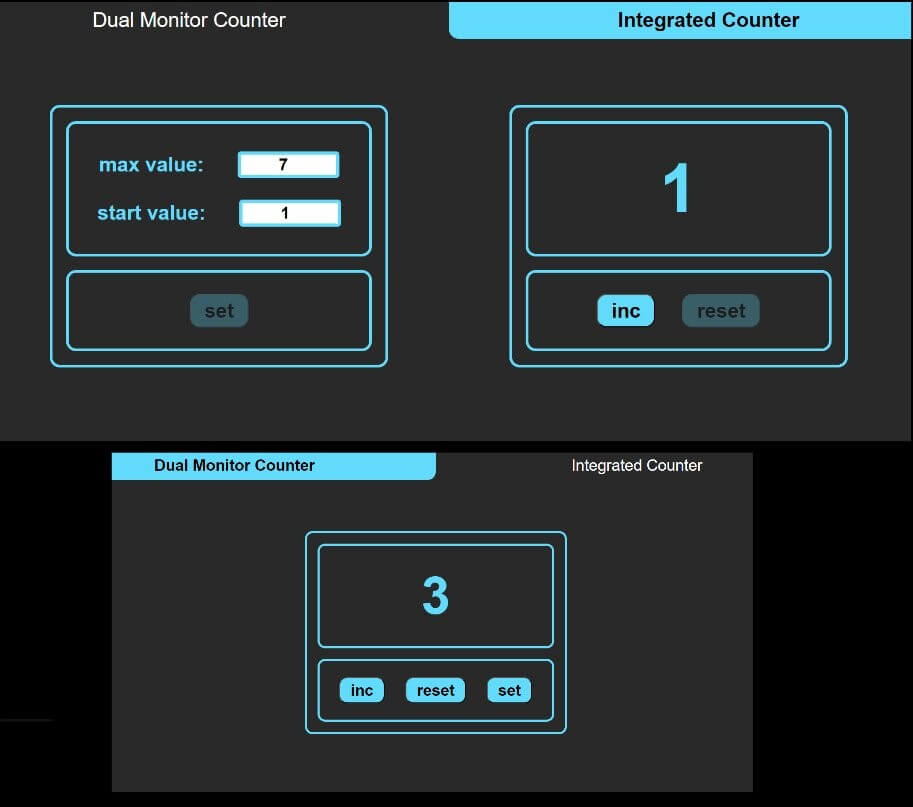 Dual Monitor Counter
Integrated Counter
max value: 7
start value: 1
set
1
inc reset
Dual Monitor Counter
Integrated Counter
3
inc reset set